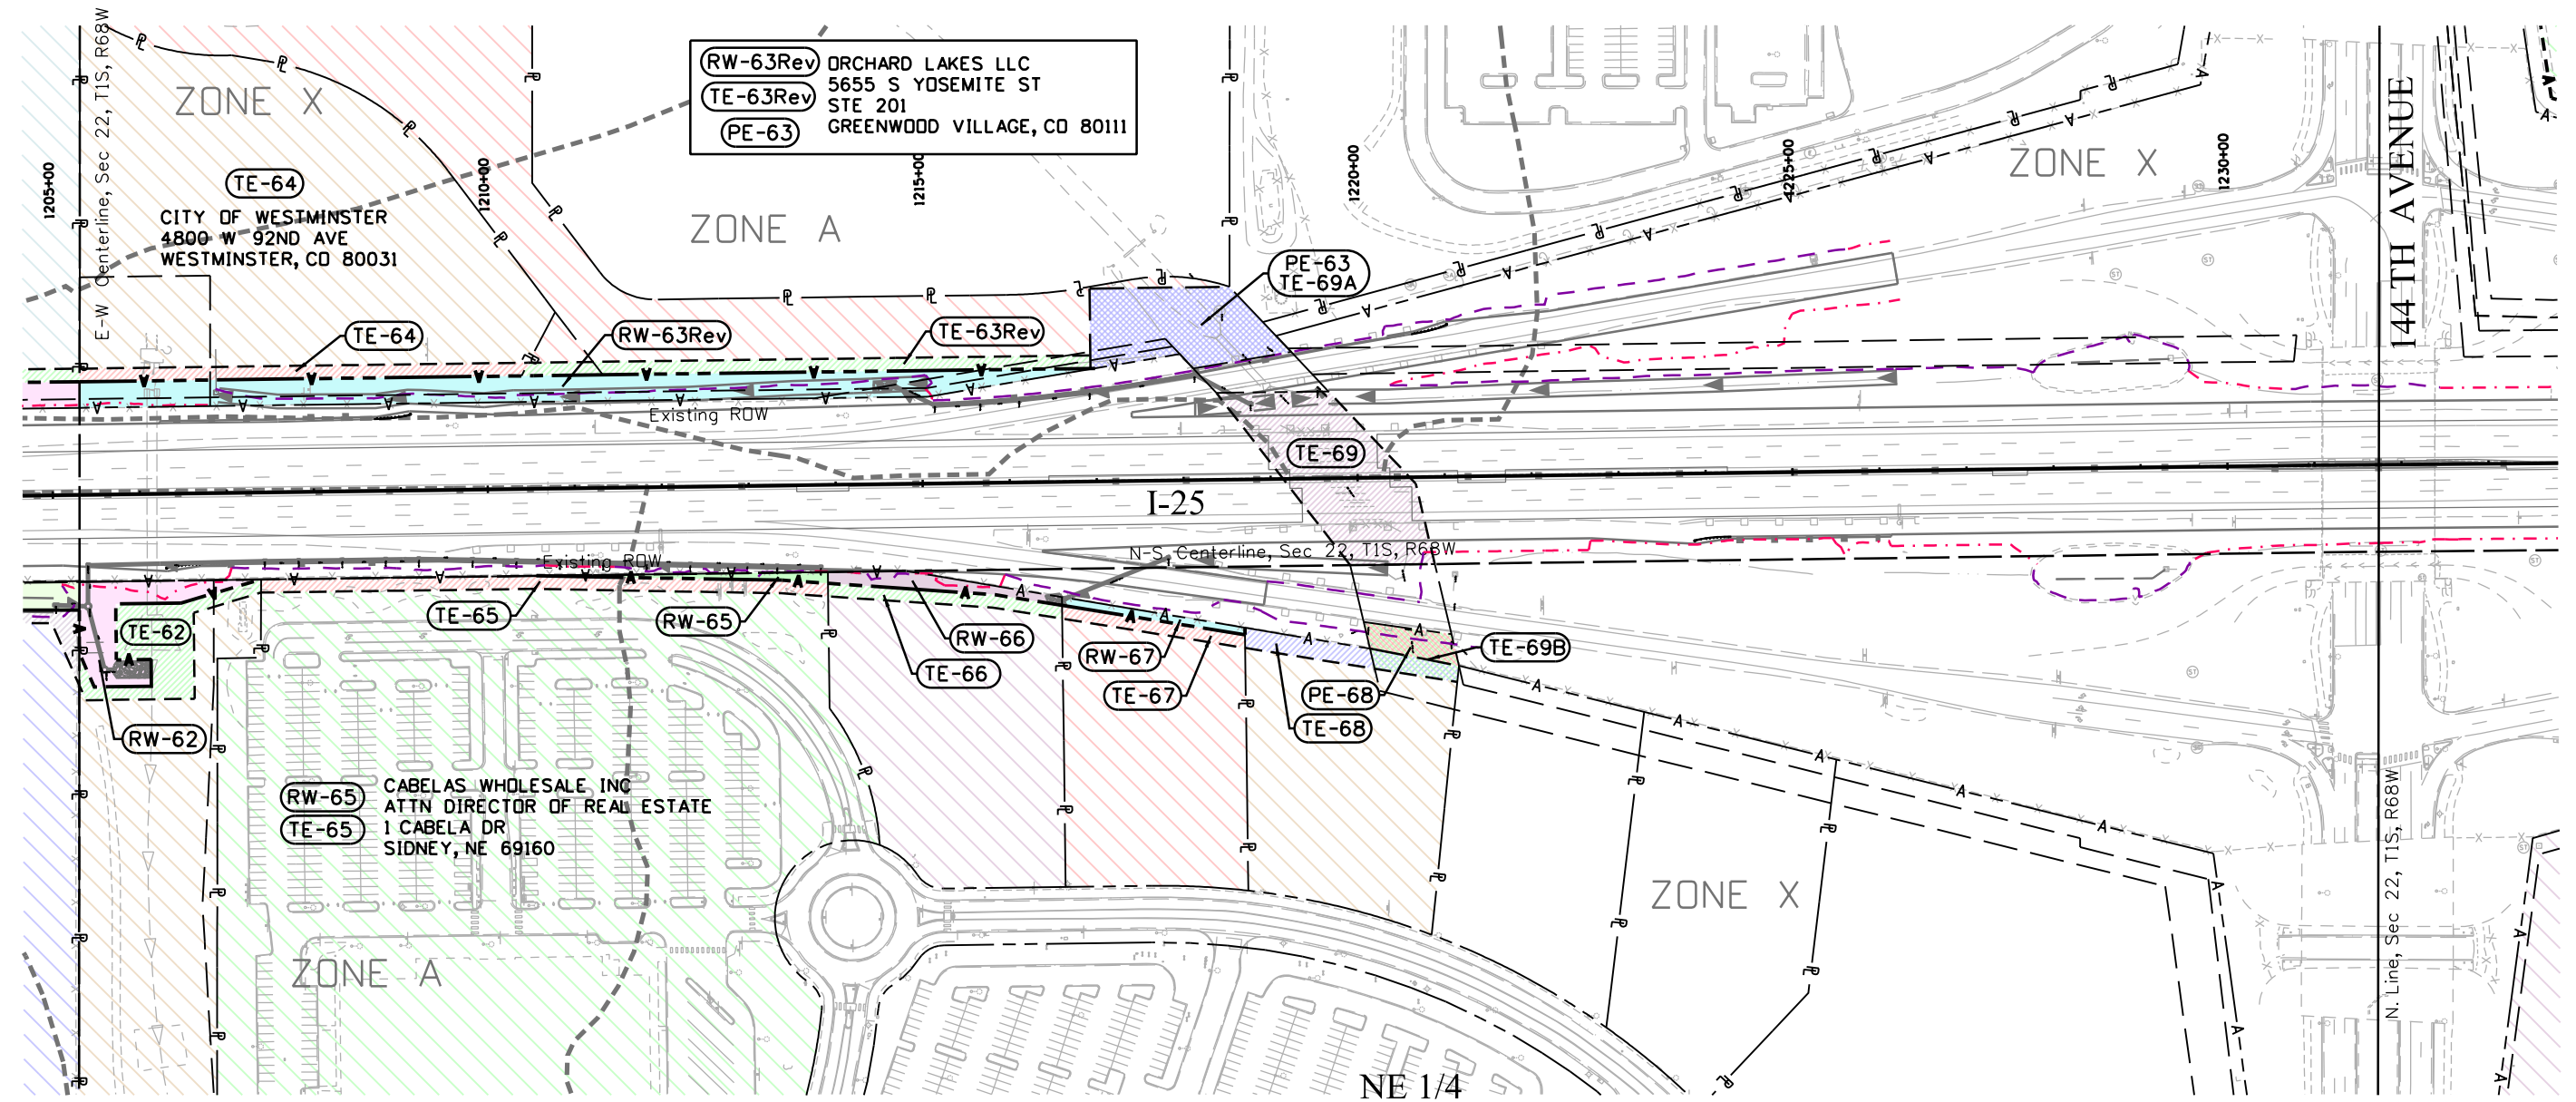 E-W Centerline, Sec 22, T1S, R68W
ZONE X
RW-63Rev
TE-63Rev
PE-63
ORCHARD LAKES LLC
5655 S YOSEMITE ST
STE 201
GREENWOOD VILLAGE, CO 80111
1205+00
1210+00
1215+00
1220+00
1225+00
1230+00
144 TH AVENUE
ZONE X
TE-64
CITY OF WESTMINSTER
4800 W 92ND AVE
WESTMINSTER, CO 80031
ZONE A
PE-63
TE-69A
TE-64
RW-63Rev
TE-63Rev
Existing ROW
TE-69
I-25
N-S Centerline, Sec 22, T1S, R68W
Existing ROW
TE-62
TE-65
RW-65
RW-66
TE-66
RW-67
TE-67
TE-69B
PE-68
TE-68
RW-62
RW-65
TE-65
CABELAS WHOLESALE INC
ATTN DIRECTOR OF REAL ESTATE
1 CABELA DR
SIDNEY, NE 69160
ZONE X
ZONE A
N. Line, Sec 22, T1S, R68W
NE 1/4